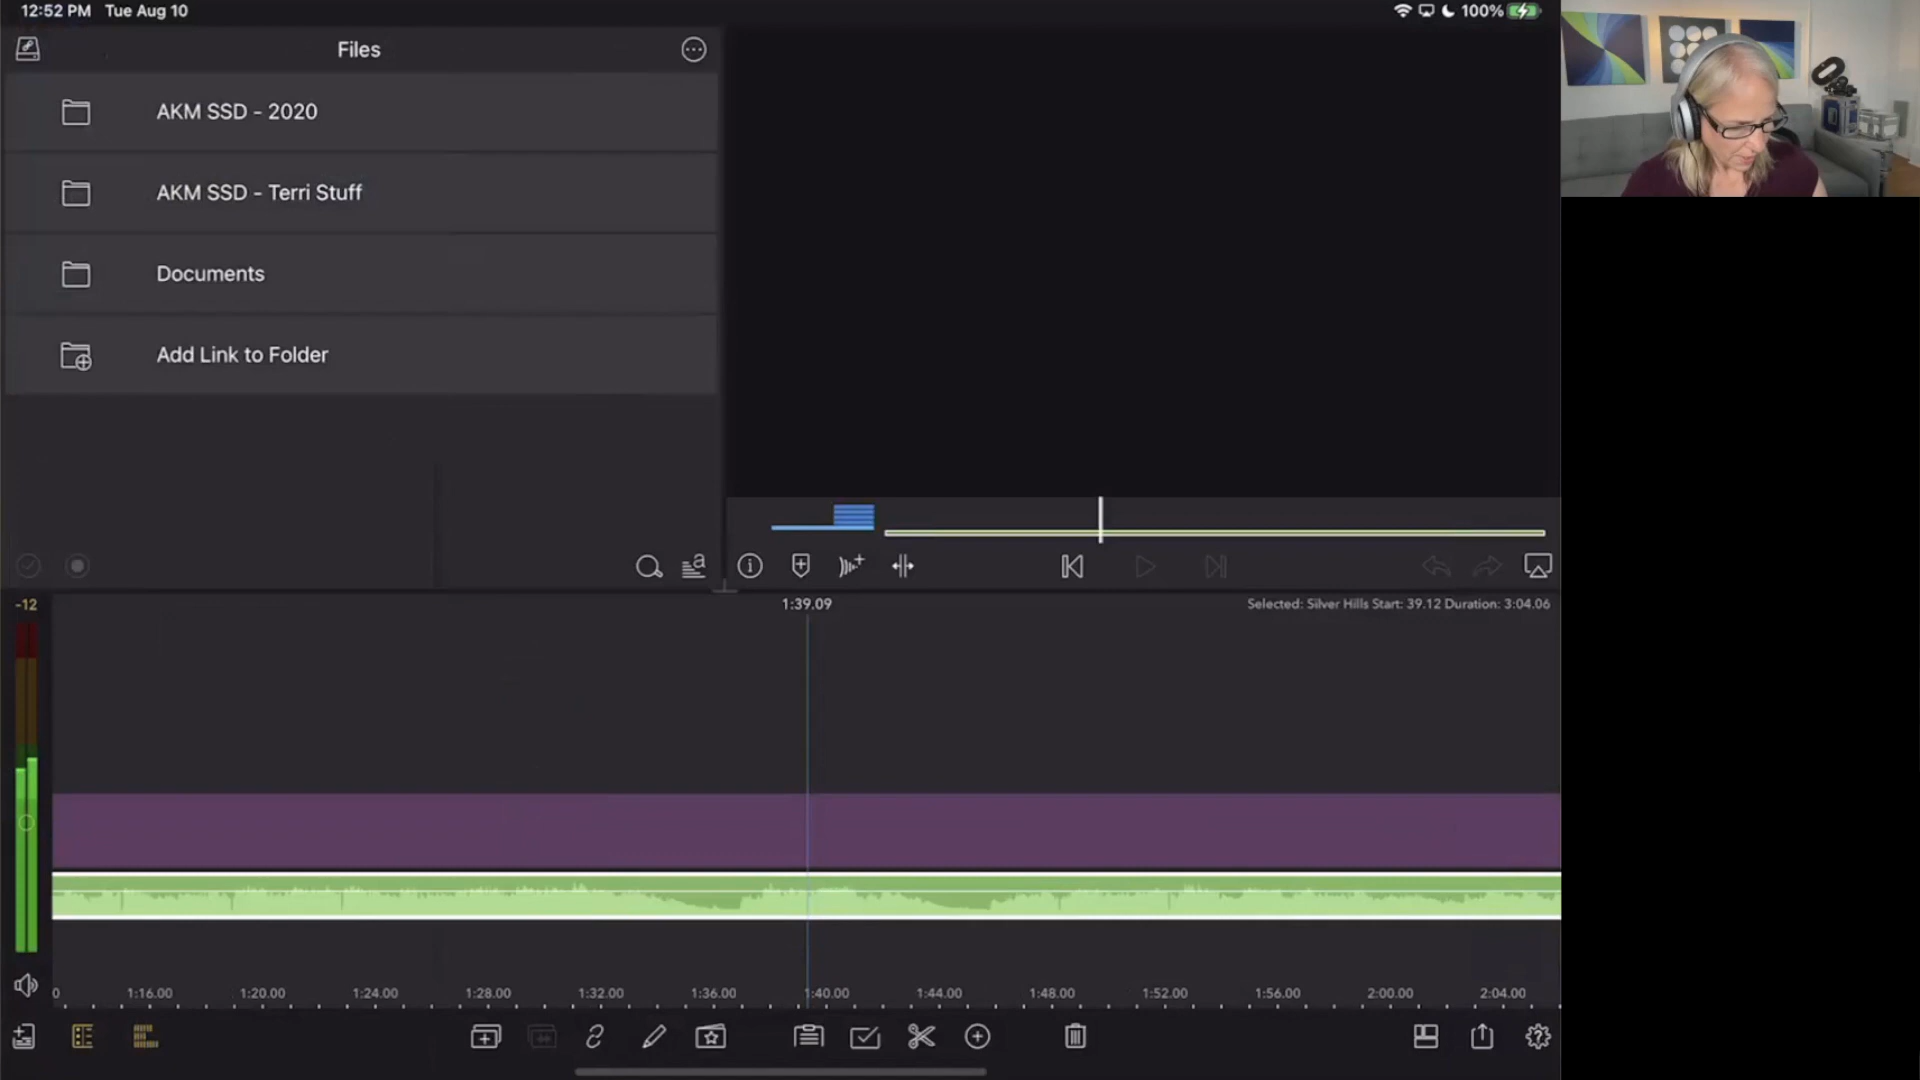 12:52 PM Tue Aug 10
100%
Files
AKM SSD - 2020
AKM SSD - Terri Stuff
Documents
Add Link to Folder
-12
1:39.09
Selected: Silver Hills Start: 39.12 Duration: 3:04.06
0 1:16.00 1:20.00 1:24.00 1:28.00 1:32.00 1:36.00 1:40.00 1:44.00 1:48.00 1:52.00 1:56.00 2:00.00 2:04.00